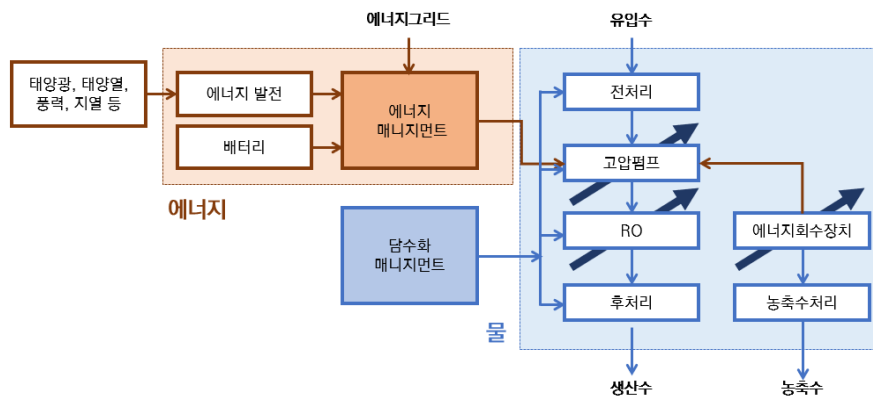 에너지그리드
유입수
태양광, 태양열,
풍력, 지열 등
에너지 발전
배터리
에너지
매니지먼트
에너지
전처리
고압펌프
담수화
매니지먼트
RO
에너지회수장치
후처리
농축수처리
물
생산수
농축수